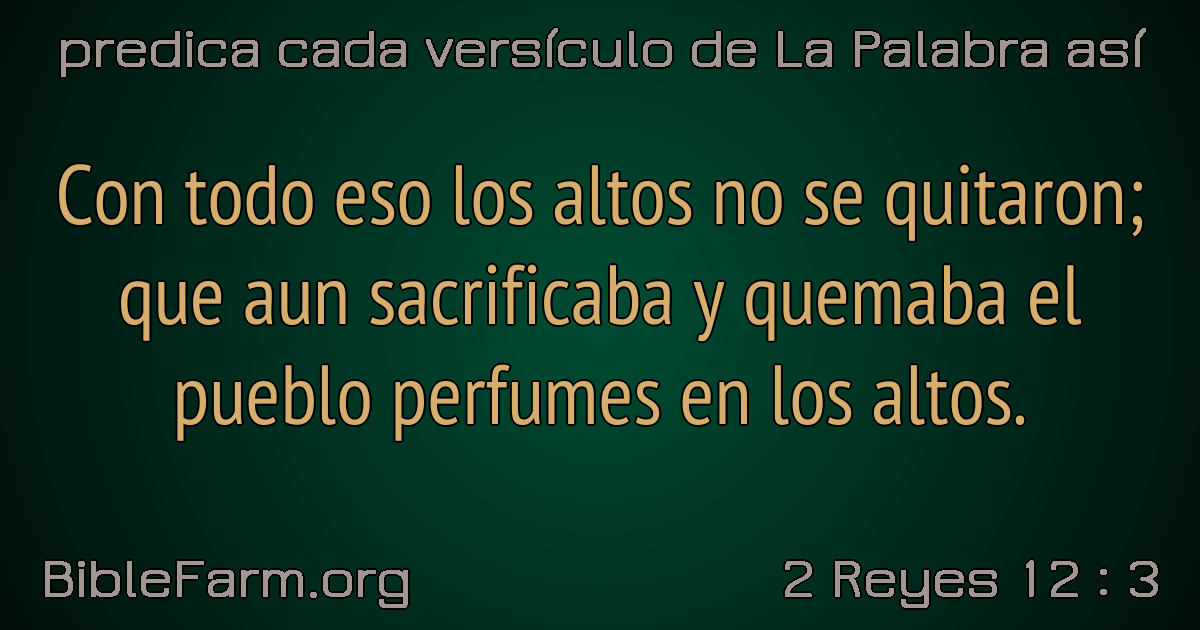 predica cada versículo de La Palabra así
Con todo eso los altos no se quitaron;
que aun sacrificaba y quemaba el
pueblo perfumes en los altos.
BibleFarm.org
2 Reyes 12 : 3